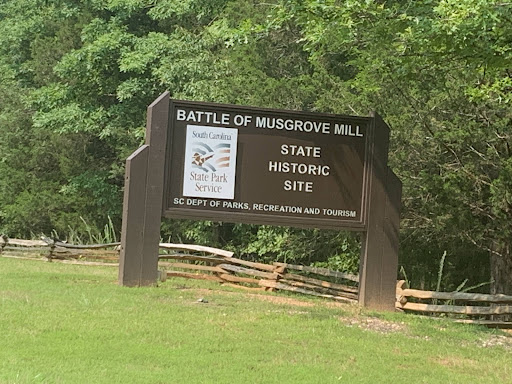 BATTLE OF MUSGROVE MILL
South Carolina
State Park
Service
STATE
HISTORIC
SITE
SC DEPT OF PARKS, RECREATION AND TOURISM